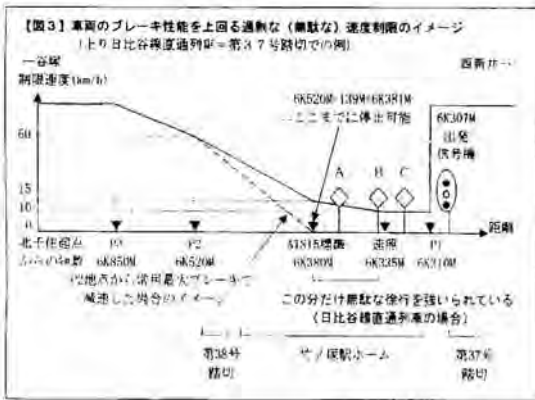 【図3】車両のブレーキ性能を上回る過剰な（無駄な）速度制限のイメージ
（上り日比谷線直通列車＝第37号踏切での例）
―谷塚
西新井―
制限速度(km/h)
6K520M-139M=6K381M
…ここまでに停止可能
6K307M
出発
信号機
60
A
B
C
15
10
0
距離
北千住起点
からの粁数
P3
P2
S1815標識
速照
P1
6K850M
6K520M
6K380M
6K335M
6K310M
P2地点から常用最大ブレーキで
減速した場合のイメージ
この分だけ無駄な徐行を強いられている
（日比谷線直通列車の場合）
第38号
踏切
竹ノ塚駅ホーム
第37号
踏切